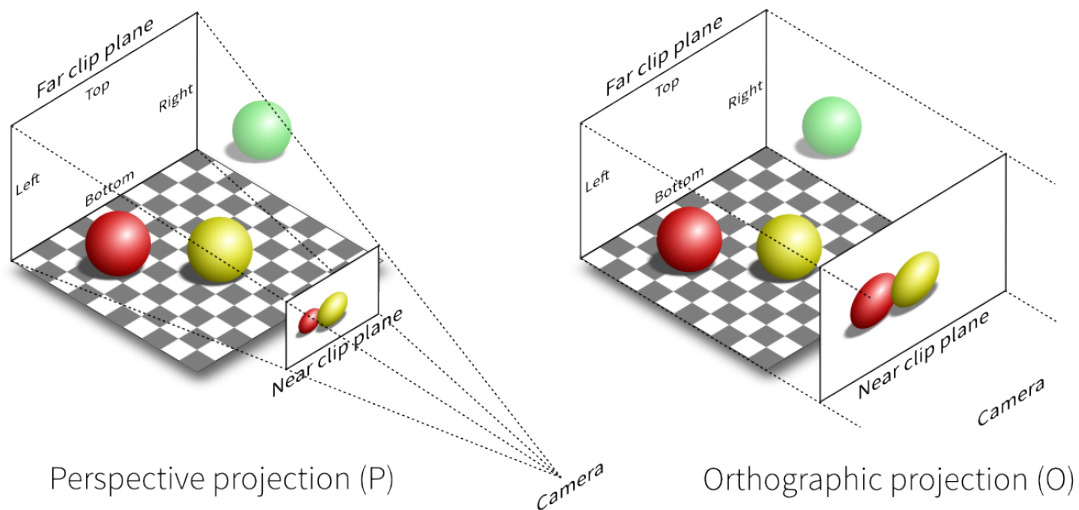 Far clip plane
Top
Right
Left
Bottom
Near clip plane
Camera
Perspective projection (P)
Far clip plane
Top
Right
Left
Bottom
Near clip plane
Camera
Orthographic projection (O)